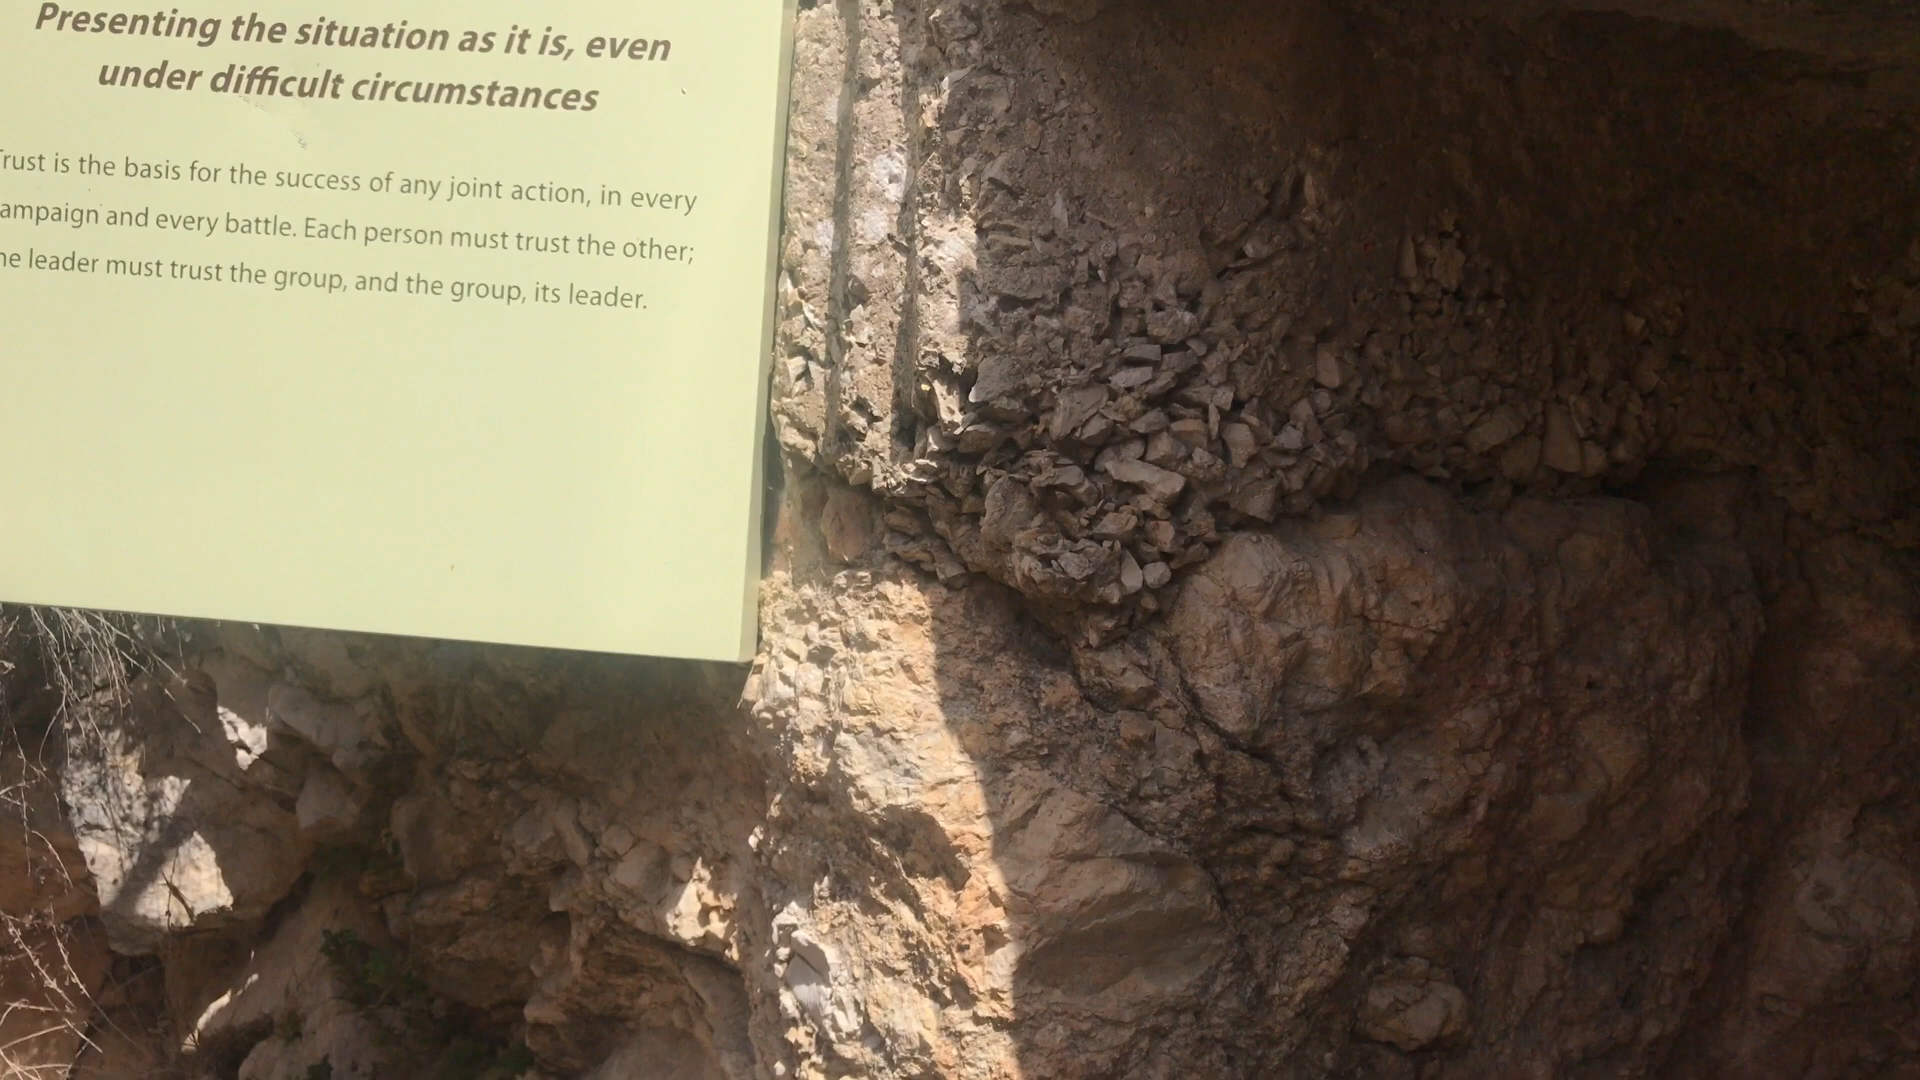 Presenting the situation as it is, even
under difficult circumstances
rust is the basis for the success of any joint action, in every
ampaign and every battle. Each person must trust the other;
he leader must trust the group, and the group, its leader.